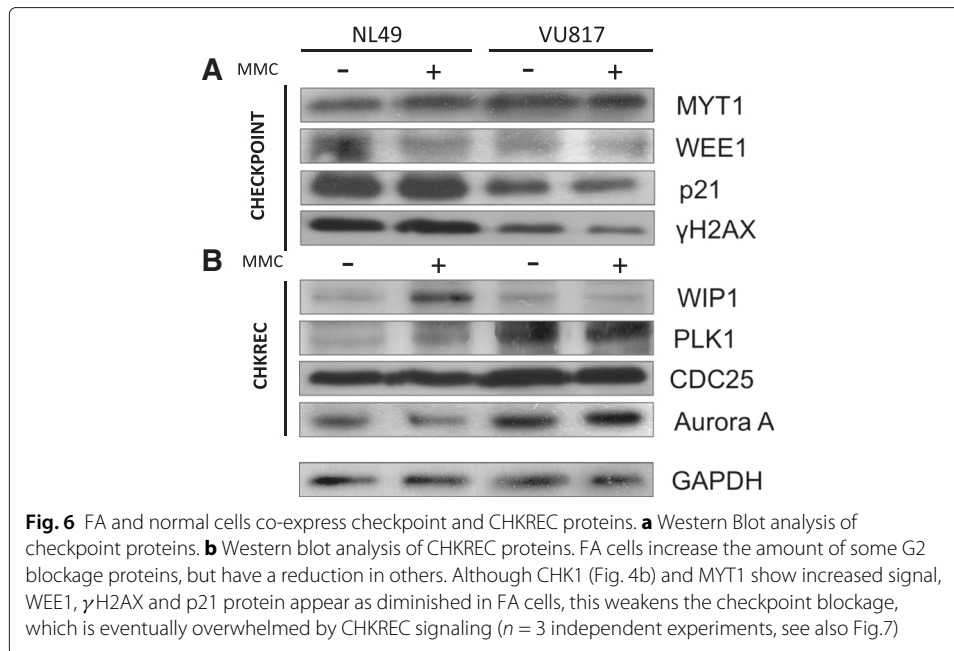 NL49 VU817
A MMC - + - +
CHECKPOINT
MYT1
WEE1
p21
γH2AX
B MMC - + - +
CHKREC
WIP1
PLK1
CDC25
Aurora A
GAPDH
Fig. 6 FA and normal cells co-express checkpoint and CHKREC proteins. a Western Blot analysis of
checkpoint proteins. b Western blot analysis of CHKREC proteins. FA cells increase the amount of some G2
blockage proteins, but have a reduction in others. Although CHK1 (Fig. 4b) and MYT1 show increased signal,
WEE1, γH2AX and p21 protein appear as diminished in FA cells, this weakens the checkpoint blockage,
which is eventually overwhelmed by CHKREC signaling (n = 3 independent experiments, see also Fig.7)